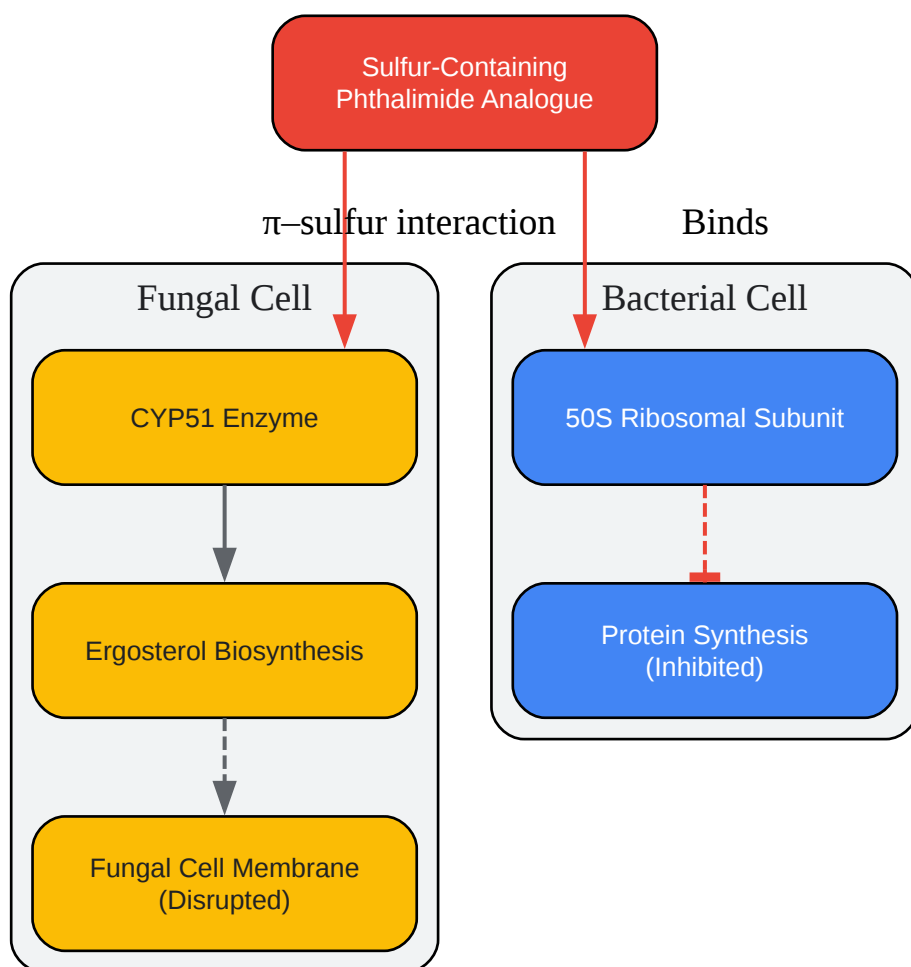 Sulfur-Containing
Phthalimide Analogue
π–sulfur interaction
Binds
Fungal Cell
Bacterial Cell
CYP51 Enzyme
50S Ribosomal Subunit
Ergosterol Biosynthesis
Protein Synthesis
(Inhibited)
Fungal Cell Membrane
(Disrupted)